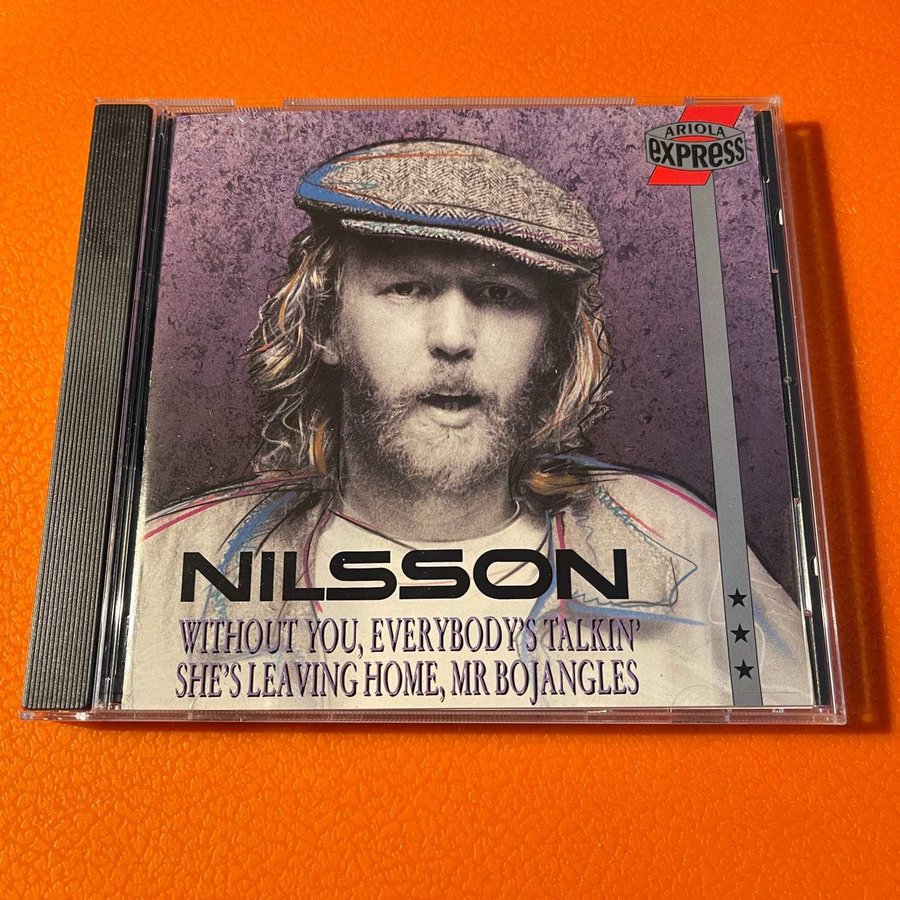 ARIOLA
EXPRESS
NILSSON
WITHOUT YOU, EVERYBODY'S TALKIN'
SHE'S LEAVING HOME, MR BOJANGLES